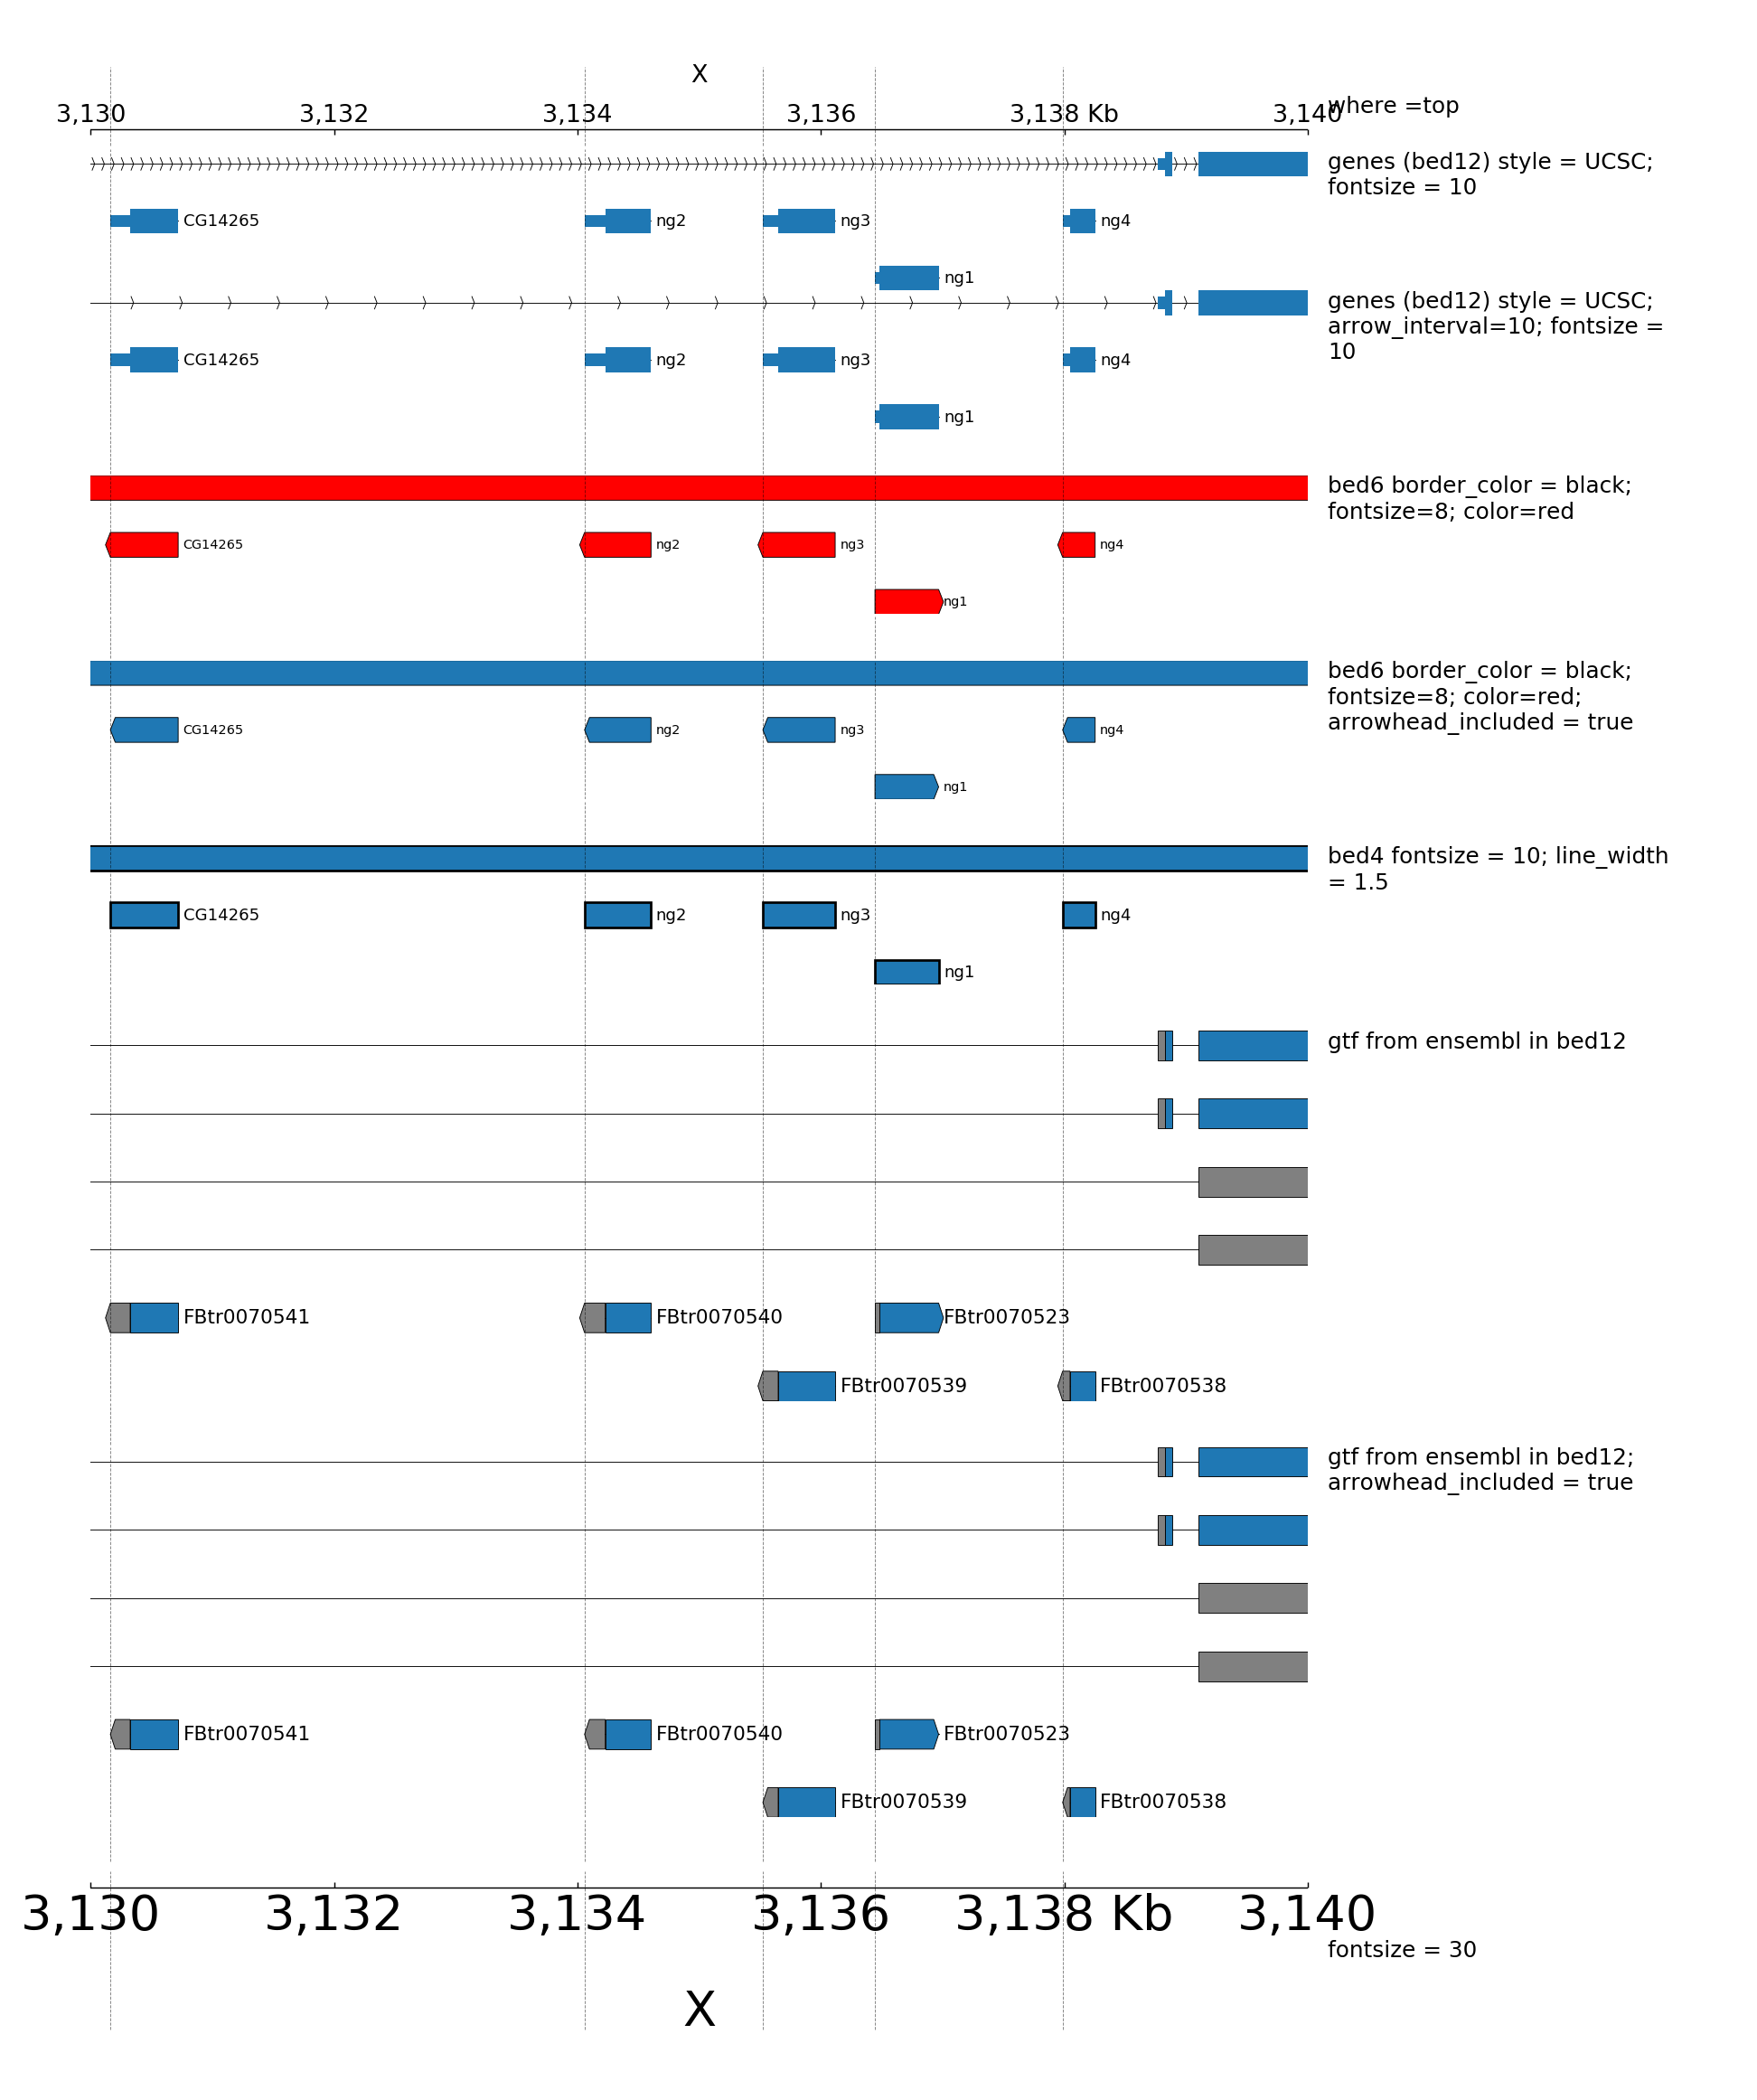 X
3,130 3,132 3,134 3,136 3,138 Kb 3,140
where =top
genes (bed12) style = UCSC;
fontsize = 10
CG14265 ng2 ng3 ng4
ng1
genes (bed12) style = UCSC;
arrow_interval=10; fontsize =
10
CG14265 ng2 ng3 ng4
ng1
bed6 border_color = black;
fontsize=8; color=red
CG14265 ng2 ng3 ng4
ng1
bed6 border_color = black;
fontsize=8; color=red;
arrowhead_included = true
CG14265 ng2 ng3 ng4
ng1
bed4 fontsize = 10; line_width
= 1.5
CG14265 ng2 ng3 ng4
ng1
gtf from ensembl in bed12
FBtr0070541 FBtr0070540 FBtr0070523
FBtr0070539 FBtr0070538
gtf from ensembl in bed12;
arrowhead_included = true
FBtr0070541 FBtr0070540 FBtr0070523
FBtr0070539 FBtr0070538
3,130 3,132 3,134 3,136 3,138 Kb 3,140
fontsize = 30
X